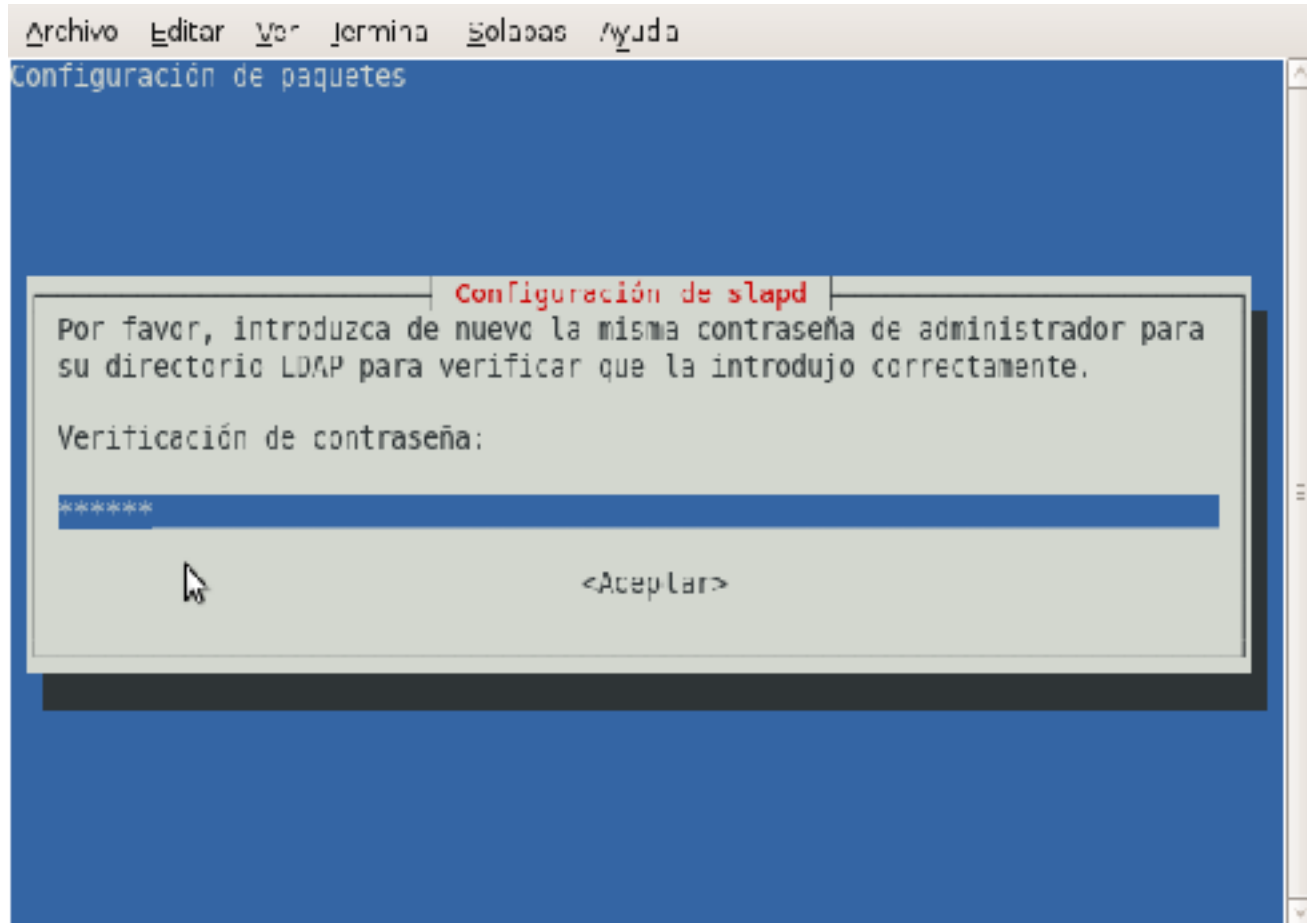 Archivo Editar Ver Terminal Solapas Ayuda
Configuración de paquetes
Configuración de slapd
Por favor, introduzca de nuevo la misma contraseña de administrador para
su directorio LDAP para verificar que la introdujo correctamente.
Verificación de contraseña:
******
<Aceptar>